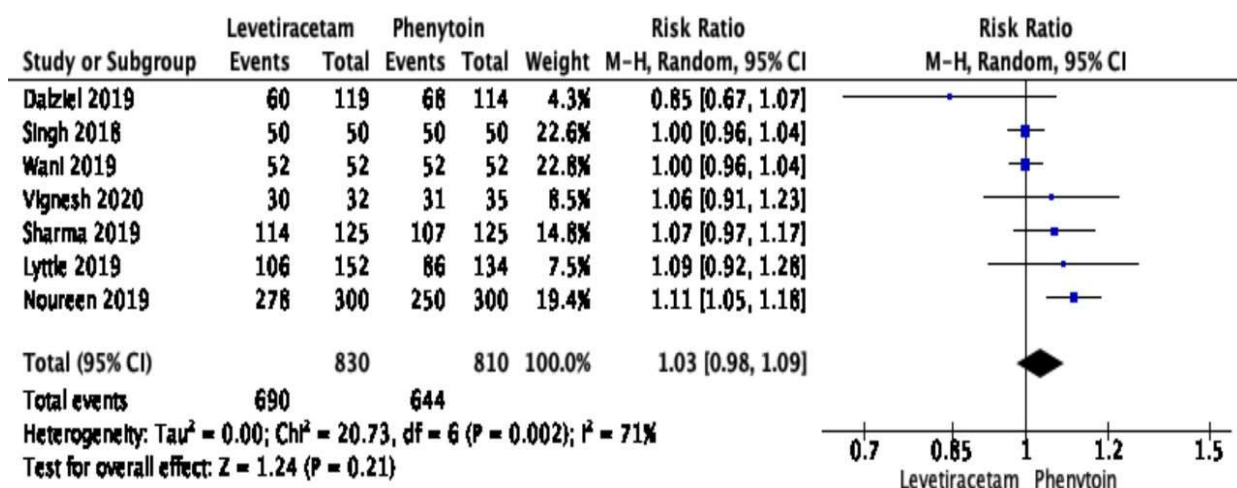 Levetiracetam Phenytoin Risk Ratio Risk Ratio
Study or Subgroup Events Total Events Total Weight M-H, Random, 95% CI M-H, Random, 95% CI
Dalziel 2019 60 119 68 114 4.3% 0.85 [0.67, 1.07]
Singh 2018 50 50 50 50 22.6% 1.00 [0.96, 1.04]
Wani 2019 52 52 52 52 22.8% 1.00 [0.96, 1.04]
Vignesh 2020 30 32 31 35 8.5% 1.06 [0.91, 1.23]
Sharma 2019 114 125 107 125 14.8% 1.07 [0.97, 1.17]
Lyttle 2019 106 152 86 134 7.5% 1.09 [0.92, 1.28]
Noureen 2019 278 300 250 300 19.4% 1.11 [1.05, 1.18]
Total (95% CI) 830 810 100.0% 1.03 [0.98, 1.09]
Total events 690 644
Heterogeneity: Tau² = 0.00; Chi² = 20.73, df = 6 (P = 0.002); I² = 71%
Test for overall effect: Z = 1.24 (P = 0.21)
0.7 0.85 1 1.2 1.5
Levetiracetam Phenytoin